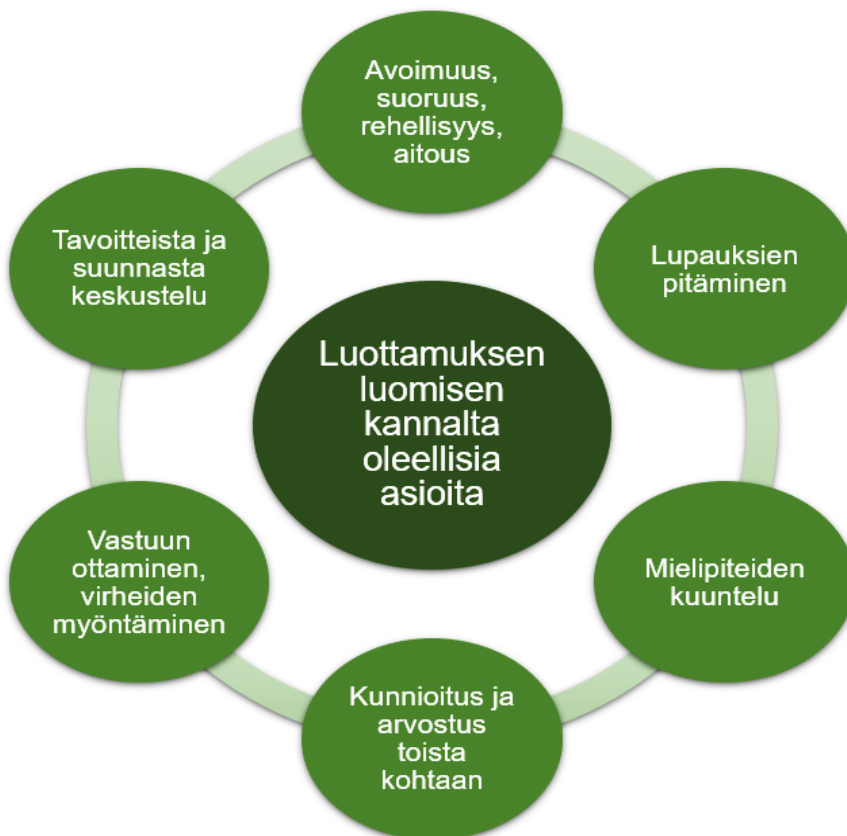 Avoimuus,
suoruus,
rehellisyys,
aitous
Lupauksien
pitäminen
Mielipiteiden
kuuntelu
Kunnioitus ja
arvostus
toista
kohtaan
Vastuun
ottaminen,
virheiden
myöntäminen
Tavoitteista ja
suunnasta
keskustelu
Luottamuksen
luomisen
kannalta
oleellisia
asioita